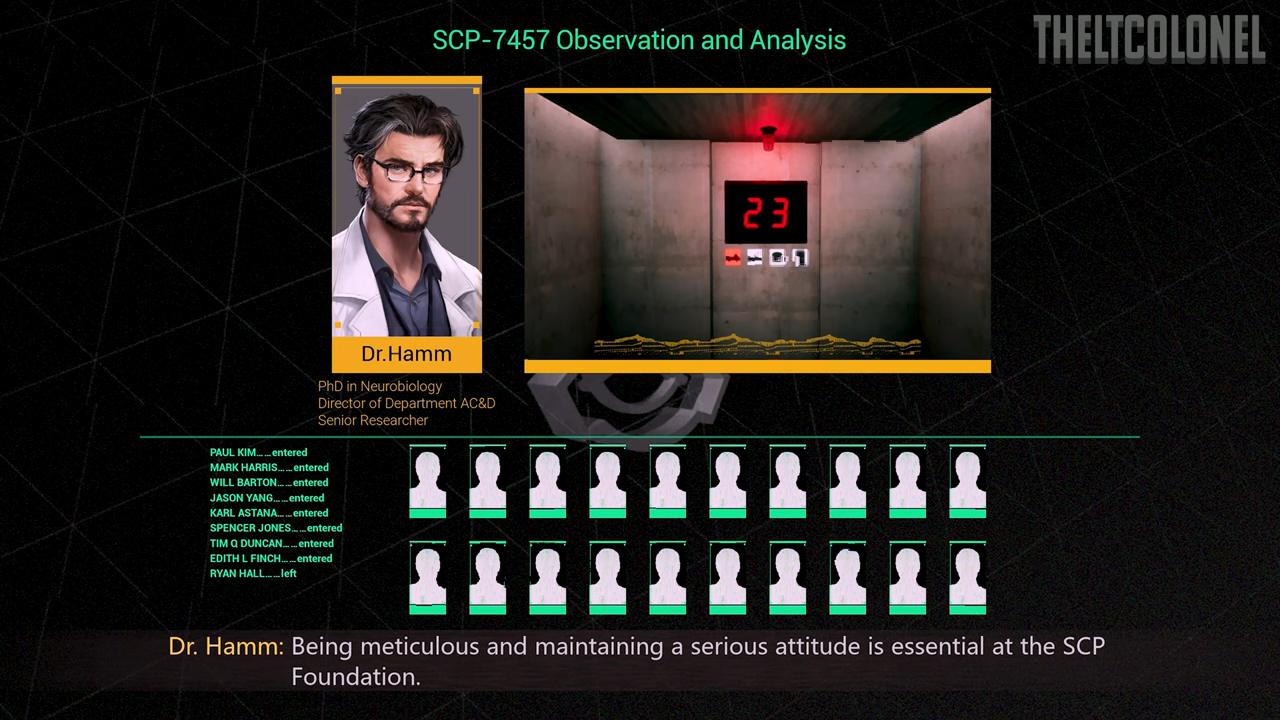 SCP-7457 Observation and Analysis
THELTCOLONEL
23
Dr.Hamm
PhD in Neurobiology
Director of Department AC&D
Senior Researcher
PAUL KIM......entered
MARK HARRIS......entered
WILL BARTON......entered
JASON YANG......entered
KARL ASTANA......entered
SPENCER JONES......entered
TIM Q DUNCAN......entered
EDITH L FINCH......entered
RYAN HALL......left
Dr. Hamm: Being meticulous and maintaining a serious attitude is essential at the SCP
Foundation.